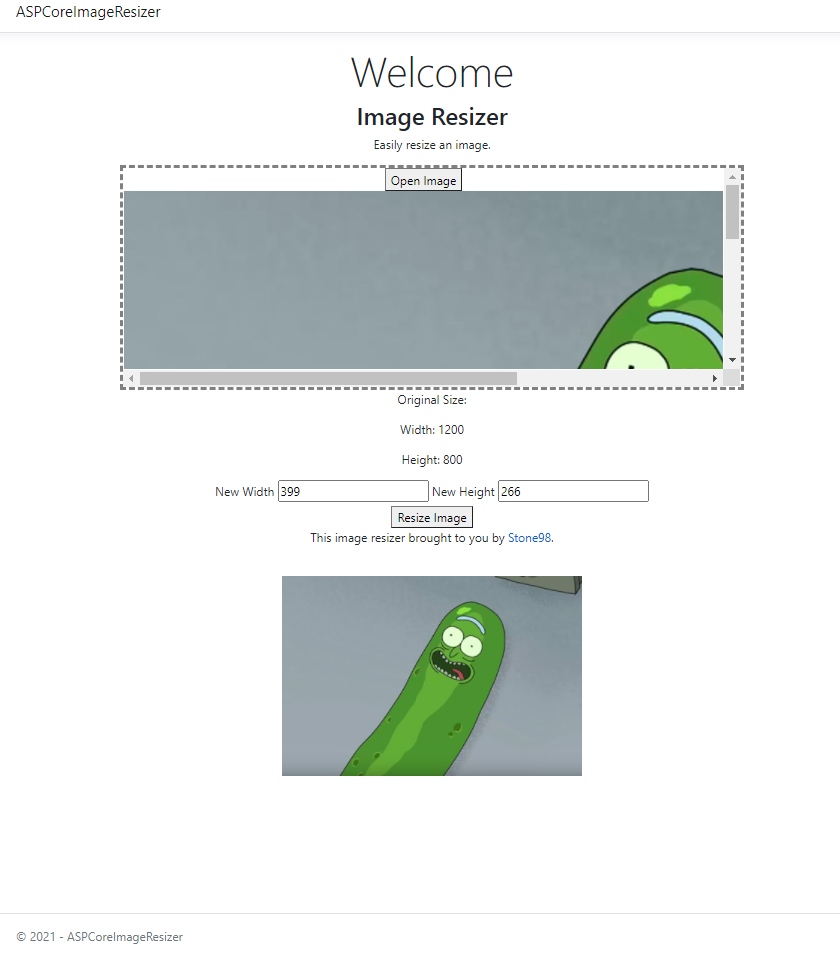 ASPCoreImageResizer
Welcome
Image Resizer
Easily resize an image.
Open Image
Original Size:
Width: 1200
Height: 800
New Width 399 New Height 266
Resize Image
This image resizer brought to you by Stone98.
© 2021 - ASPCoreImageResizer